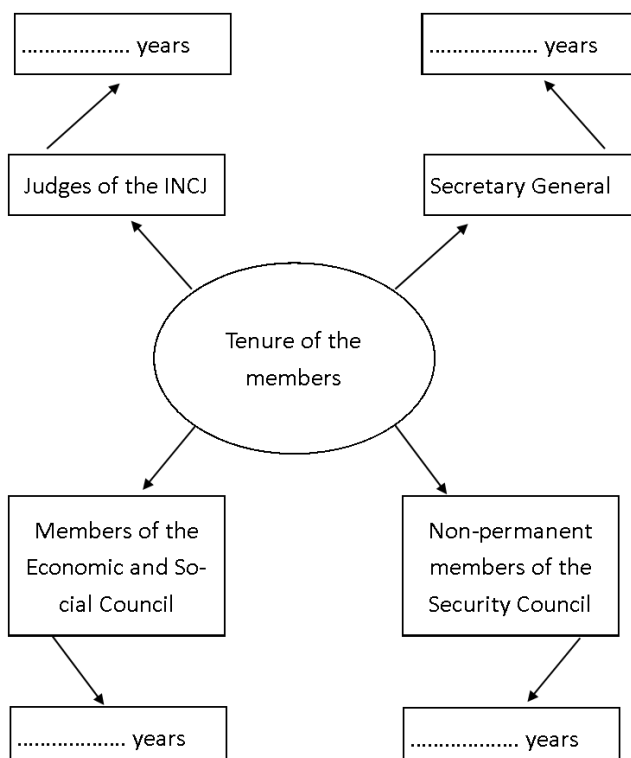 ................... years
................... years
Judges of the INCJ
Secretary General
Tenure of the
members
Members of the
Economic and So-
cial Council
Non-permanent
members of the
Security Council
................... years
................... years